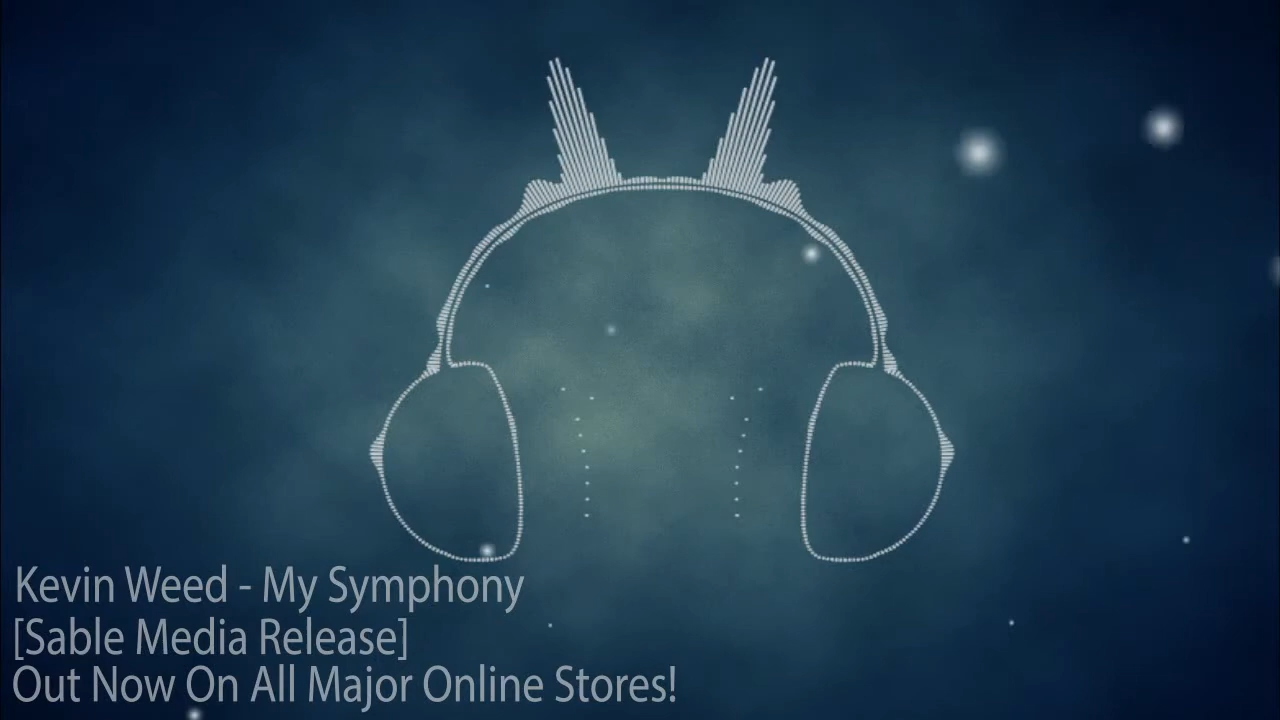 Kevin Weed - My Symphony
[Sable Media Release]
Out Now On All Major Online Stores!